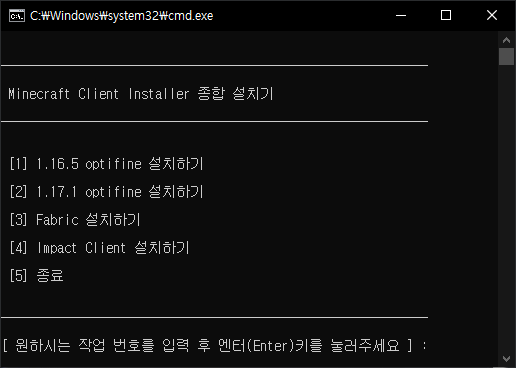 C:₩Windows₩system32₩cmd.exe
Minecraft Client Installer 종합 설치기
[1] 1.16.5 optifine 설치하기
[2] 1.17.1 optifine 설치하기
[3] Fabric 설치하기
[4] Impact Client 설치하기
[5] 종료
[ 원하시는 작업 번호를 입력 후 엔터(Enter)키를 눌러주세요 ] :